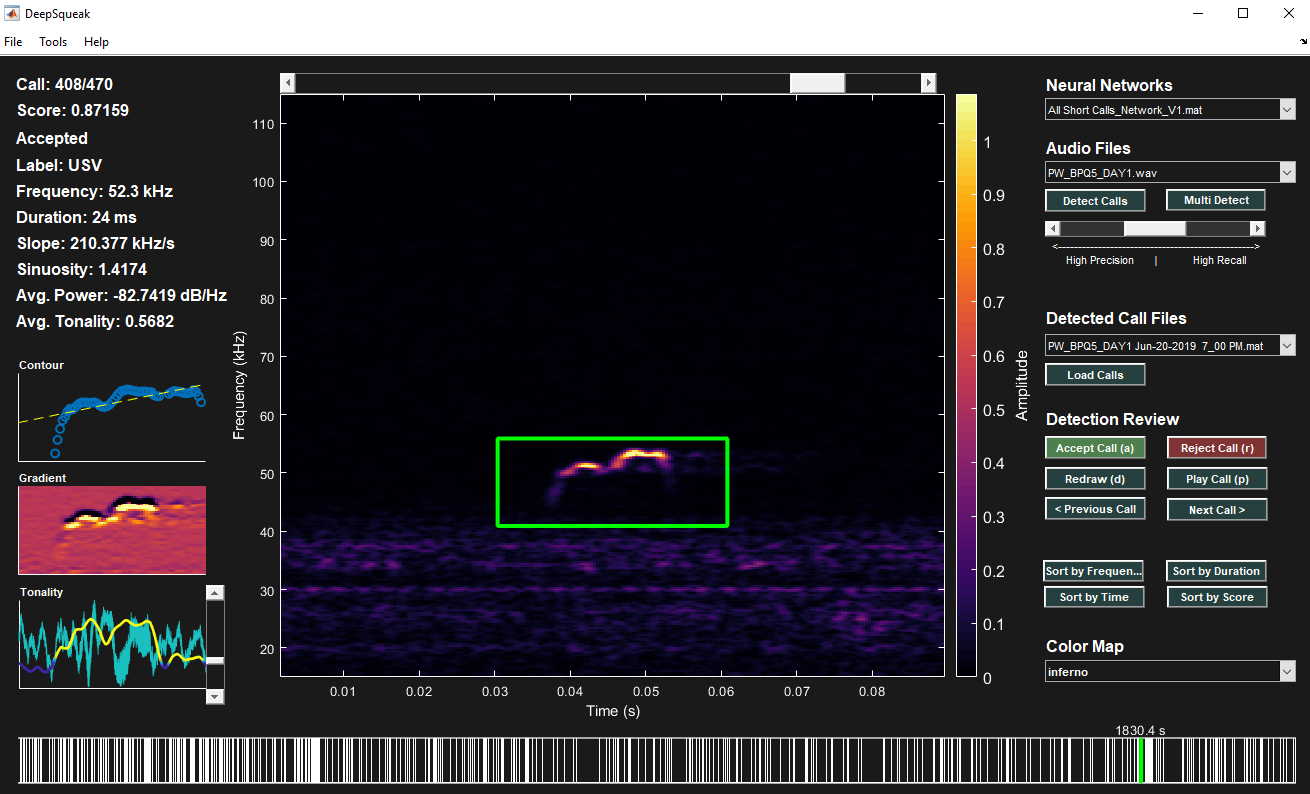 DeepSqueak
File Tools Help
Call: 408/470
Score: 0.87159
Accepted
Label: USV
Frequency: 52.3 kHz
Duration: 24 ms
Slope: 210.377 kHz/s
Sinuosity: 1.4174
Avg. Power: -82.7419 dB/Hz
Avg. Tonality: 0.5682
Contour
Gradient
Tonality
Frequency (kHz)
110
100
90
80
70
60
50
40
30
20
0.01 0.02 0.03 0.04 0.05 0.06 0.07 0.08
Time (s)
1
0.9
0.8
0.7
0.6
0.5
0.4
0.3
0.2
0.1
0
Amplitude
Neural Networks
All Short Calls_Network_V1.mat
Audio Files
PW_BPQ5_DAY1.wav
Detect Calls Multi Detect
<-------------------------------------------------->
High Precision | High Recall
Detected Call Files
PW_BPQ5_DAY1 Jun-20-2019 7_00 PM.mat
Load Calls
Detection Review
Accept Call (a) Reject Call (r)
Redraw (d) Play Call (p)
< Previous Call Next Call >
Sort by Frequen... Sort by Duration
Sort by Time Sort by Score
Color Map
inferno
1830.4 s